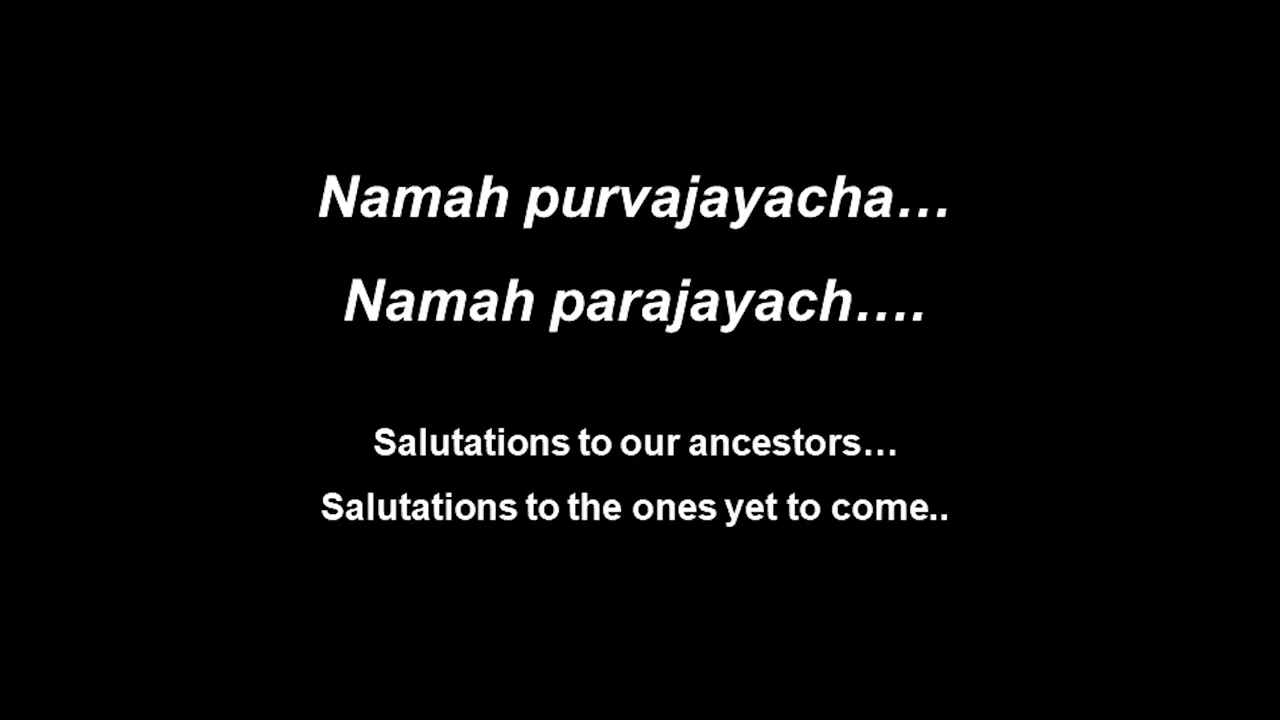 Namah purvajayacha…
Namah parajayach….
Salutations to our ancestors…
Salutations to the ones yet to come..